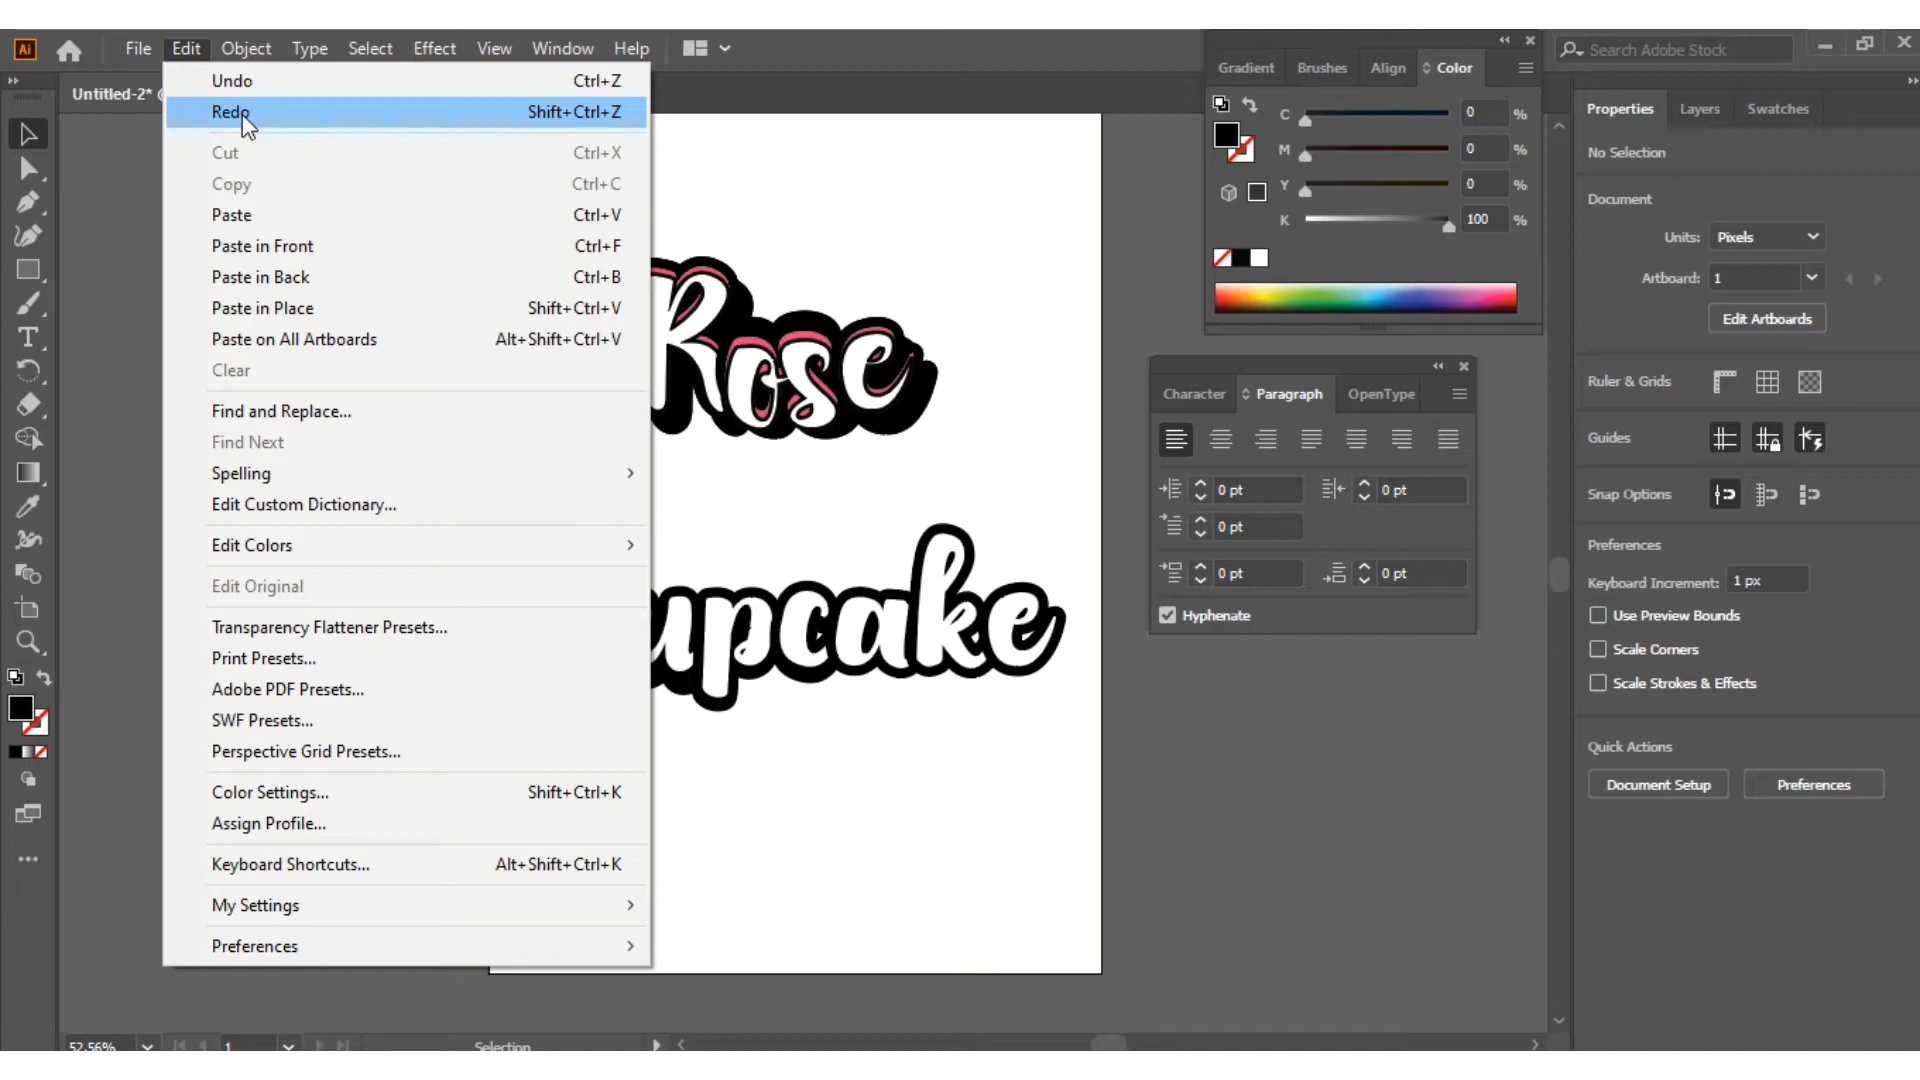 Ai File Edit Object Type Select Effect View Window Help
Search Adobe Stock
Untitled-2*
Undo Ctrl+Z
Redo Shift+Ctrl+Z
Cut Ctrl+X
Copy Ctrl+C
Paste Ctrl+V
Paste in Front Ctrl+F
Paste in Back Ctrl+B
Paste in Place Shift+Ctrl+V
Paste on All Artboards Alt+Shift+Ctrl+V
Clear
Find and Replace...
Find Next
Spelling
Edit Custom Dictionary...
Edit Colors
Edit Original
Transparency Flattener Presets...
Print Presets...
Adobe PDF Presets...
SWF Presets...
Perspective Grid Presets...
Color Settings... Shift+Ctrl+K
Assign Profile...
Keyboard Shortcuts... Alt+Shift+Ctrl+K
My Settings
Preferences
Rose
upcake
Gradient Brushes Align Color
C 0 %
M 0 %
Y 0 %
K 100 %
Character Paragraph OpenType
0 pt 0 pt
0 pt
0 pt 0 pt
Hyphenate
Properties Layers Swatches
No Selection
Document
Units: Pixels
Artboard: 1
Edit Artboards
Ruler & Grids
Guides
Snap Options
Preferences
Keyboard Increment: 1 px
Use Preview Bounds
Scale Corners
Scale Strokes & Effects
Quick Actions
Document Setup Preferences
52.56% 1 Selection